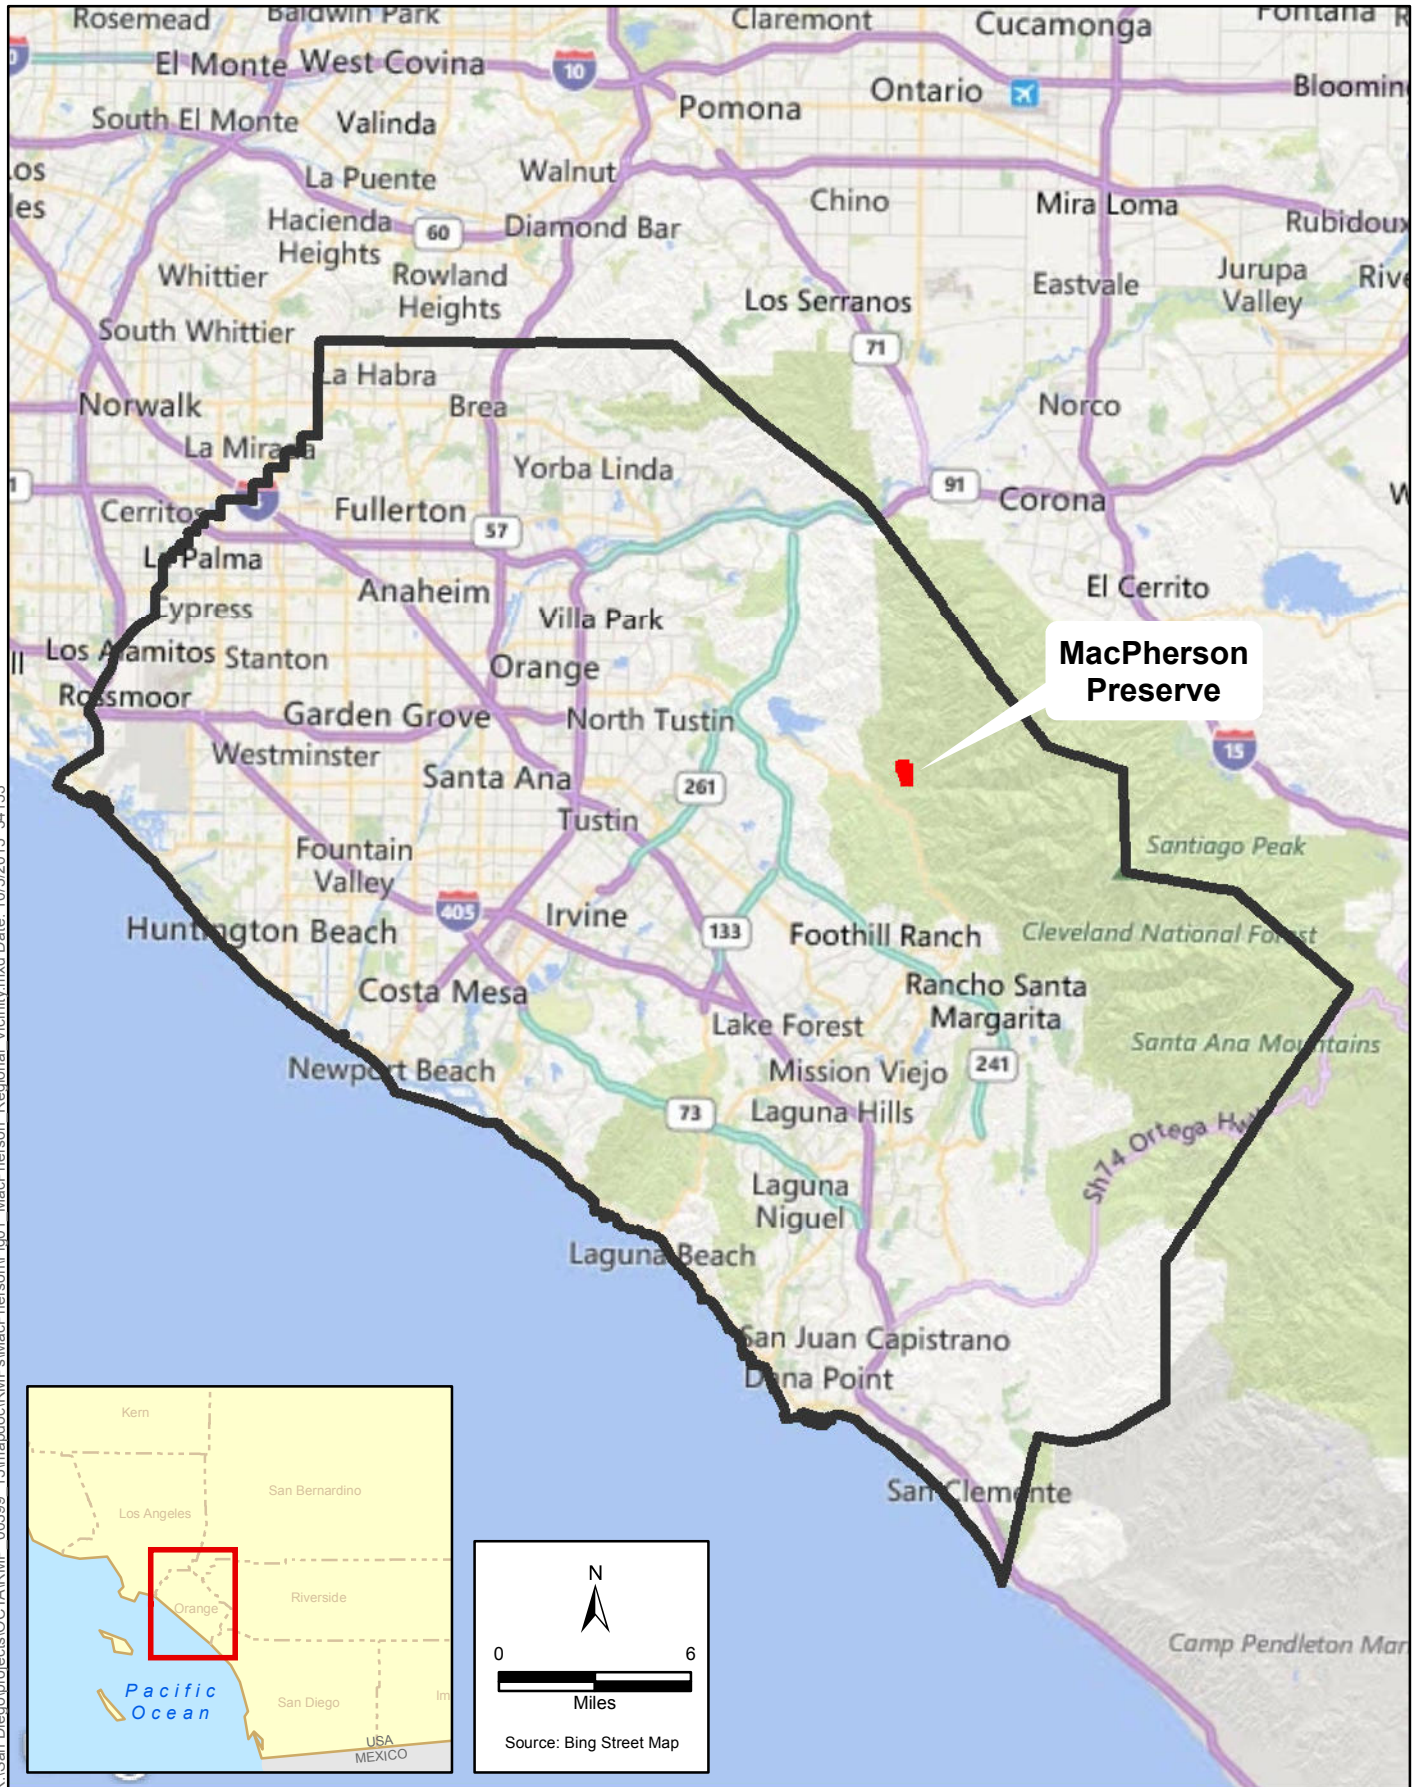 Rosemead
Baldwin Park
Claremont
Cucamonga
Fontana
El Monte
West Covina
10
Pomona
Ontario
South El Monte
Valinda
La Puente
Walnut
Chino
Mira Loma
Rubidoux
Hacienda
Heights
60
Diamond Bar
Whittier
Rowland
Heights
Los Serranos
Eastvale
Jurupa
Valley
South Whittier
71
La Habra
Norwalk
Brea
Norco
La Mirada
Yorba Linda
91
Corona
Cerritos
Fullerton
57
La Palma
Anaheim
El Cerrito
Cypress
Villa Park
Los Alamitos
Stanton
Orange
MacPherson
Preserve
Rossmoor
Garden Grove
North Tustin
Westminster
Santa Ana
261
15
Tustin
Fountain
Valley
Santiago Peak
405
Irvine
133
Foothill Ranch
Cleveland National Forest
Huntington Beach
Costa Mesa
Rancho Santa
Margarita
Lake Forest
Santa Ana Mountains
Newport Beach
Mission Viejo
241
73
Laguna Hills
Sh74 Ortega Hwy
Laguna
Niguel
Laguna Beach
San Juan Capistrano
Dana Point
San Clemente
Camp Pendleton Mar
Kern
San Bernardino
Los Angeles
Orange
Riverside
Pacific
Ocean
San Diego
Im
USA
MEXICO
N
0 6
Miles
Source: Bing Street Map